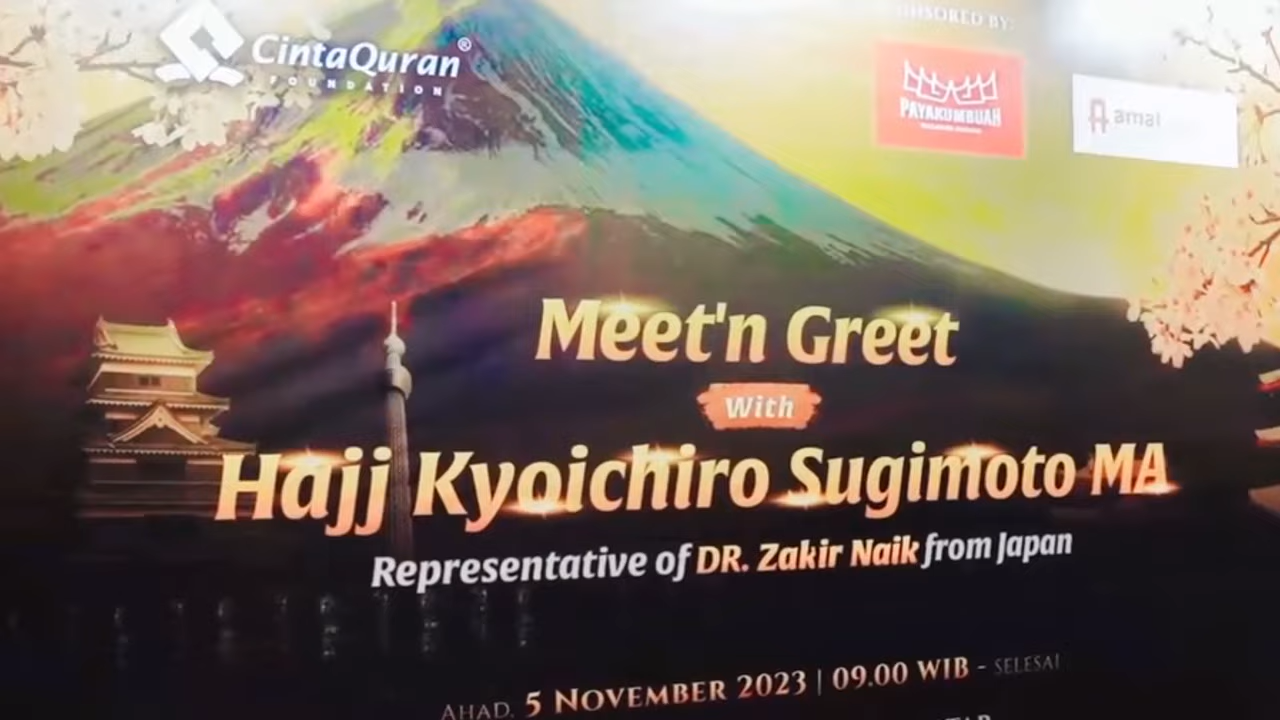 CintaQuran®
FOUNDATION
SPONSORED BY:
PAYAKUMBUAH
amal
Meet'n Greet
With
Hajj Kyoichiro Sugimoto MA
Representative of DR. Zakir Naik from Japan
AHAD, 5 NOVEMBER 2023 | 09.00 WIB - SELESAI